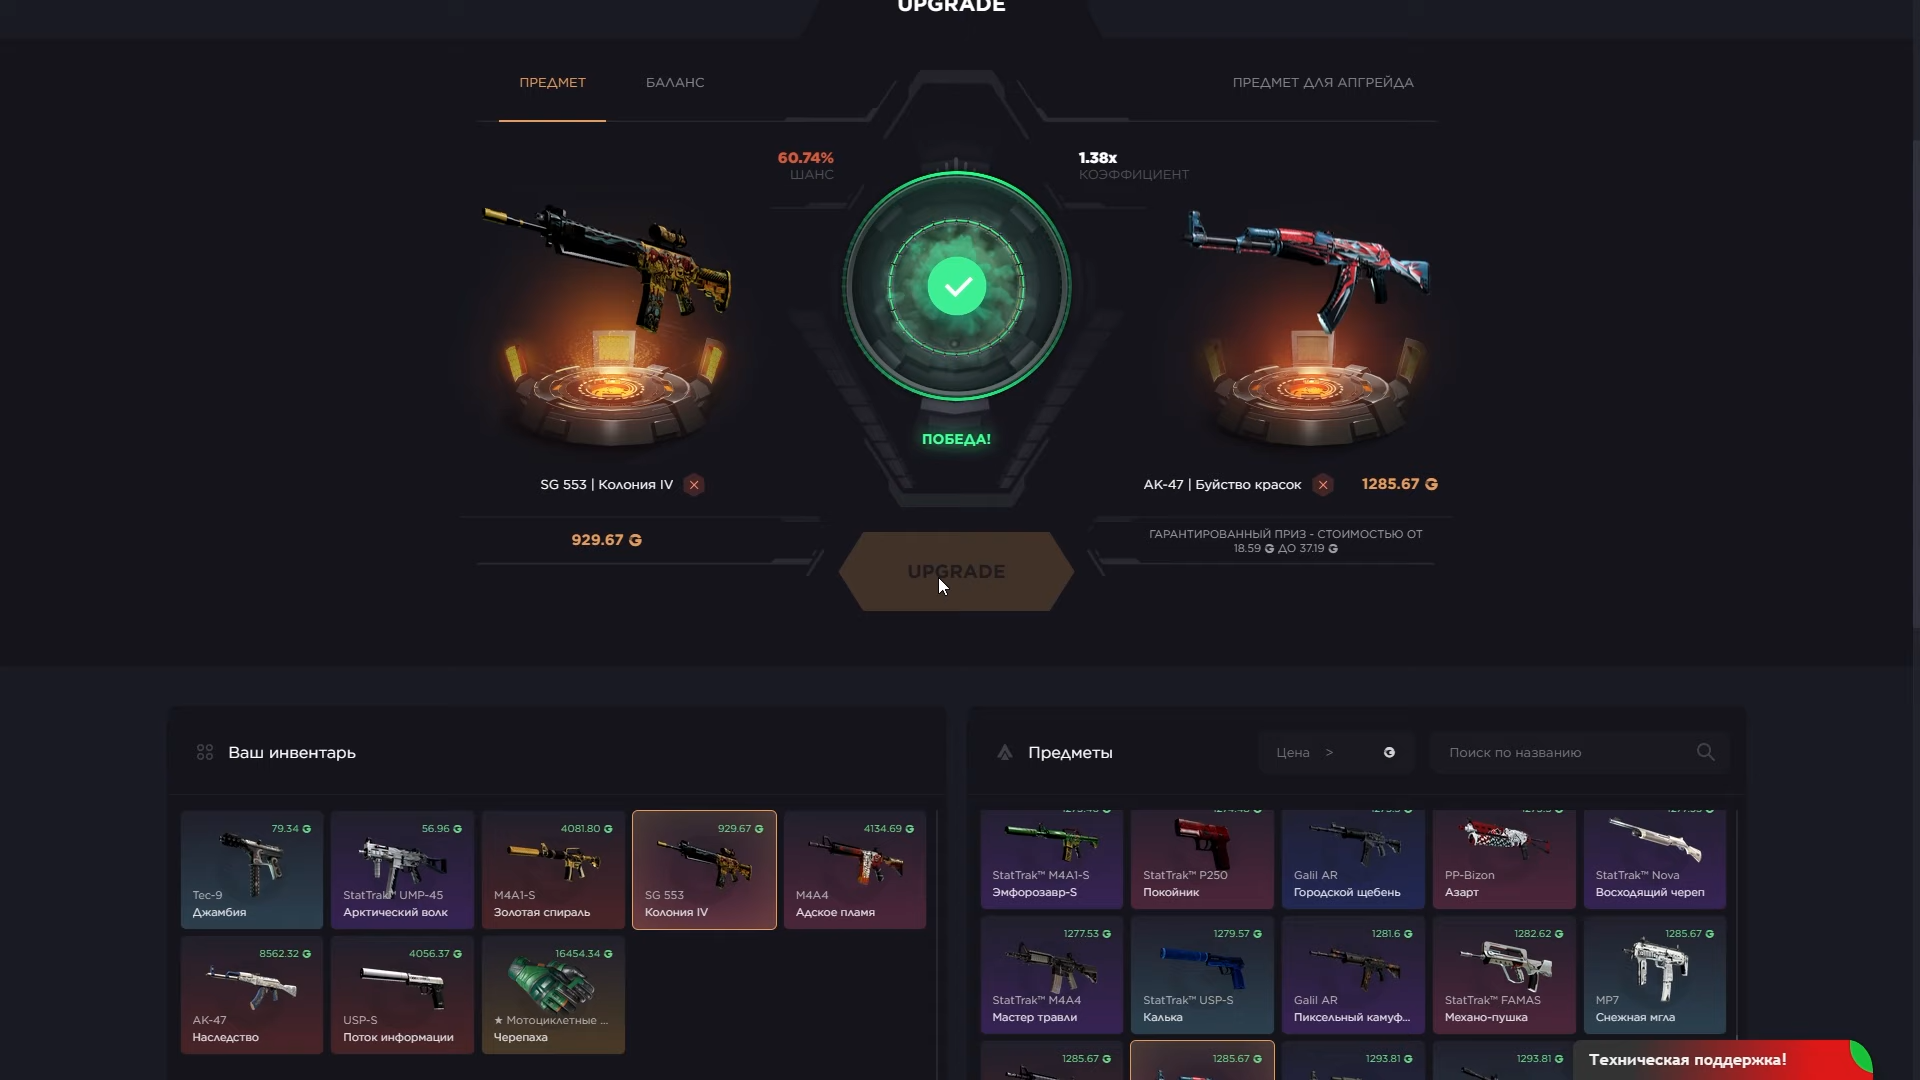 UPGRADE
ПРЕДМЕТ
БАЛАНС
ПРЕДМЕТ ДЛЯ АПГРЕЙДА
60.74%
ШАНС
1.38x
КОЭФФИЦИЕНТ
ПОБЕДА!
SG 553 | Колония IV
AK-47 | Буйство красок
1285.67 G
929.67 G
ГАРАНТИРОВАННЫЙ ПРИЗ - СТОИМОСТЬЮ ОТ
18.59 G ДО 37.19 G
UPGRADE
Ваш инвентарь
79.34 G
Tec-9
Джамбия
56.96 G
StatTrak™ UMP-45
Арктический волк
4081.80 G
M4A1-S
Золотая спираль
929.67 G
SG 553
Колония IV
4134.69 G
M4A4
Адское пламя
8562.32 G
AK-47
Наследство
4056.37 G
USP-S
Поток информации
16454.34 G
★ Мотоциклетные ...
Черепаха
Предметы
Цена >
G
Поиск по названию
StatTrak™ M4A1-S
Эмфорозавр-S
StatTrak™ P250
Покойник
Galil AR
Городской щебень
PP-Bizon
Азарт
StatTrak™ Nova
Восходящий череп
1277.53 G
StatTrak™ M4A4
Мастер травли
1279.57 G
StatTrak™ USP-S
Калька
1281.6 G
Galil AR
Пиксельный камуф...
1282.62 G
StatTrak™ FAMAS
Механо-пушка
1285.67 G
MP7
Снежная мгла
1285.67 G
1285.67 G
1293.81 G
1293.81 G
Техническая поддержка!